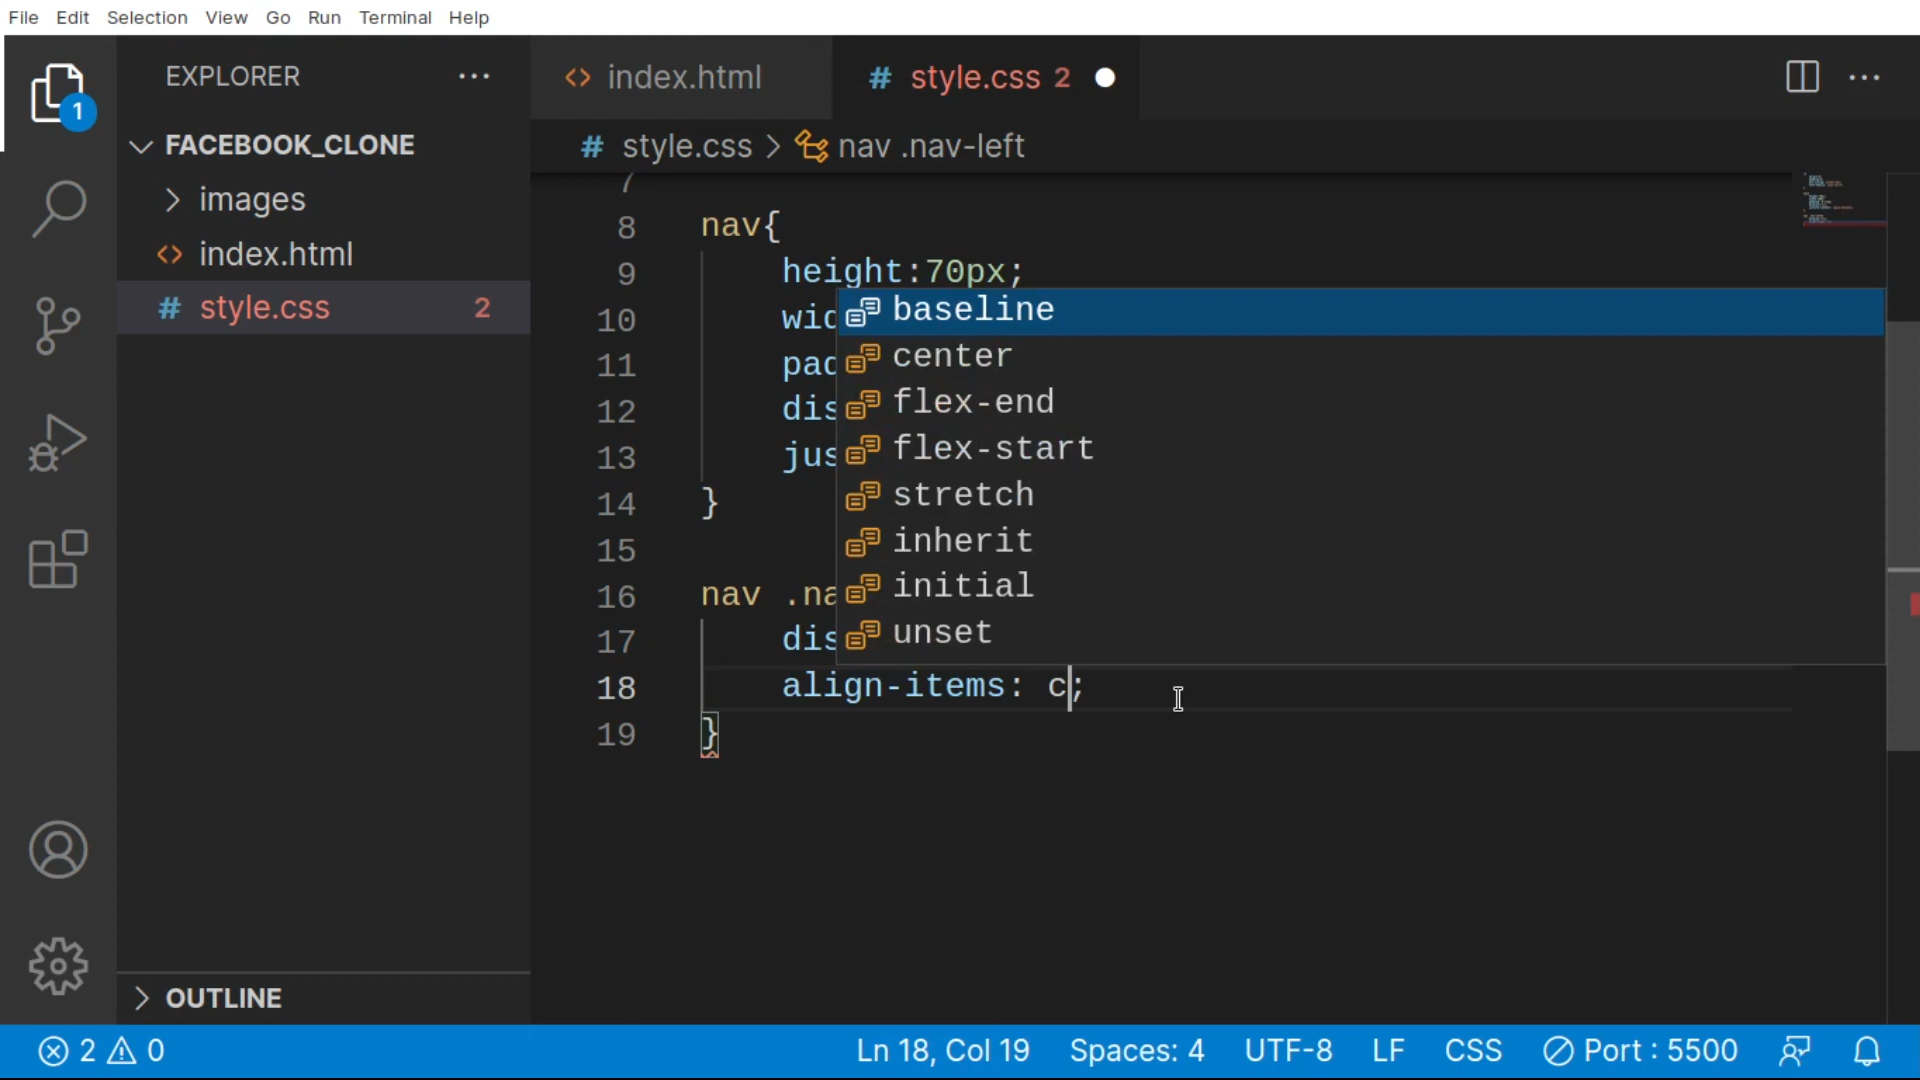 File Edit Selection View Go Run Terminal Help
EXPLORER ...
index.html
# style.css 2
FACEBOOK_CLONE
# style.css > nav .nav-left
images
index.html
# style.css 2
7
8 nav{
9 height:70px;
10 wid
11 pad
12 dis
13 jus
14 }
15
16 nav .na
17 dis
18 align-items: c;
19 }
baseline
center
flex-end
flex-start
stretch
inherit
initial
unset
1
OUTLINE
2 0 Ln 18, Col 19 Spaces: 4 UTF-8 LF CSS Port : 5500